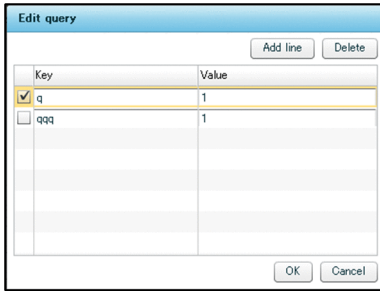 Edit query
Add line Delete
Key Value
q 1
qqq 1
OK Cancel